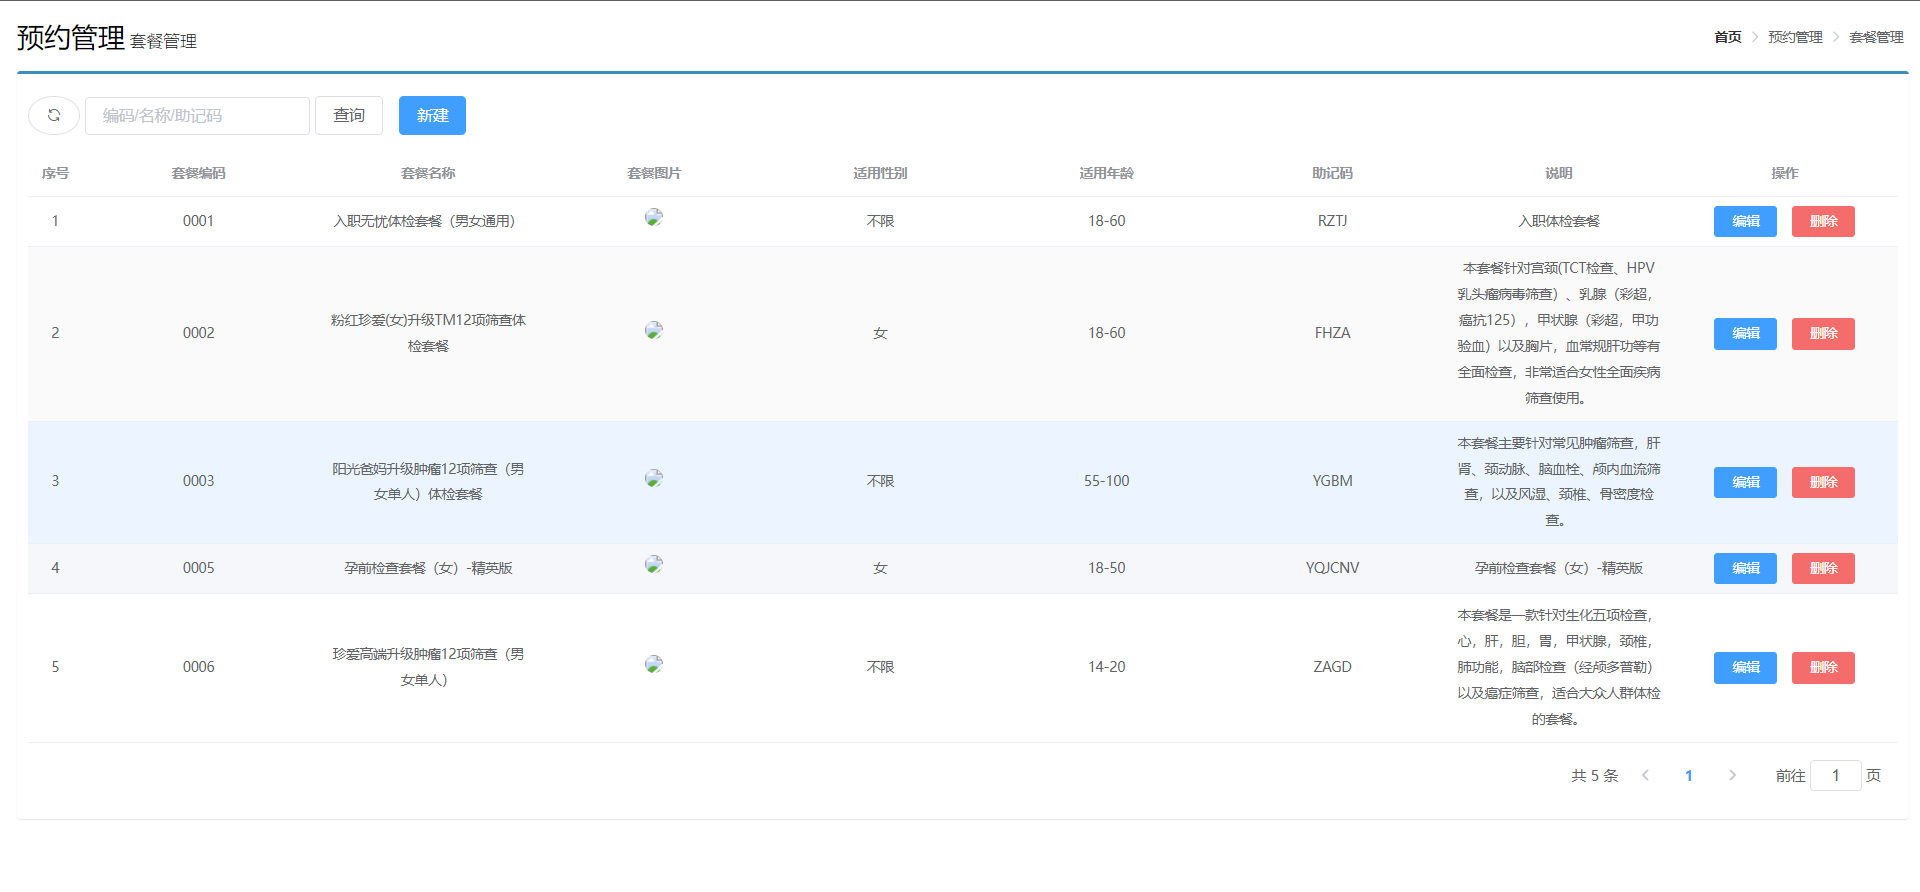 预约管理 套餐管理
首页 预约管理 套餐管理
编码/名称/助记码 查询 新建
序号 套餐编码 套餐名称 套餐图片 适用性别 适用年龄 助记码 说明 操作
1 0001 入职无忧体检套餐（男女通用） 不限 18-60 RZTJ 入职体检套餐 编辑 删除
2 0002 粉红珍爱(女)升级TM12项筛查体
检套餐
女 18-60 FHZA
本套餐针对宫颈(TCT检查、HPV
乳头瘤病毒筛查）、乳腺（彩超，
癌抗125），甲状腺（彩超，甲功
验血）以及胸片，血常规肝功等有
全面检查，非常适合女性全面疾病
筛查使用。
编辑 删除
3 0003 阳光爸妈升级肿瘤12项筛查（男
女单人）体检套餐
不限 55-100 YGBM
本套餐主要针对常见肿瘤筛查，肝
肾、颈动脉、脑血栓、颅内血流筛
查，以及风湿、颈椎、骨密度检
查。
编辑 删除
4 0005 孕前检查套餐（女）-精英版 女 18-50 YQJCNV 孕前检查套餐（女）-精英版 编辑 删除
5 0006 珍爱高端升级肿瘤12项筛查（男
女单人）
不限 14-20 ZAGD
本套餐是一款针对生化五项检查，
心，肝，胆，胃，甲状腺，颈椎，
肺功能，脑部检查（经颅多普勒）
以及癌症筛查，适合大众人群体检
的套餐。
编辑 删除
共 5 条 1 前往 1 页